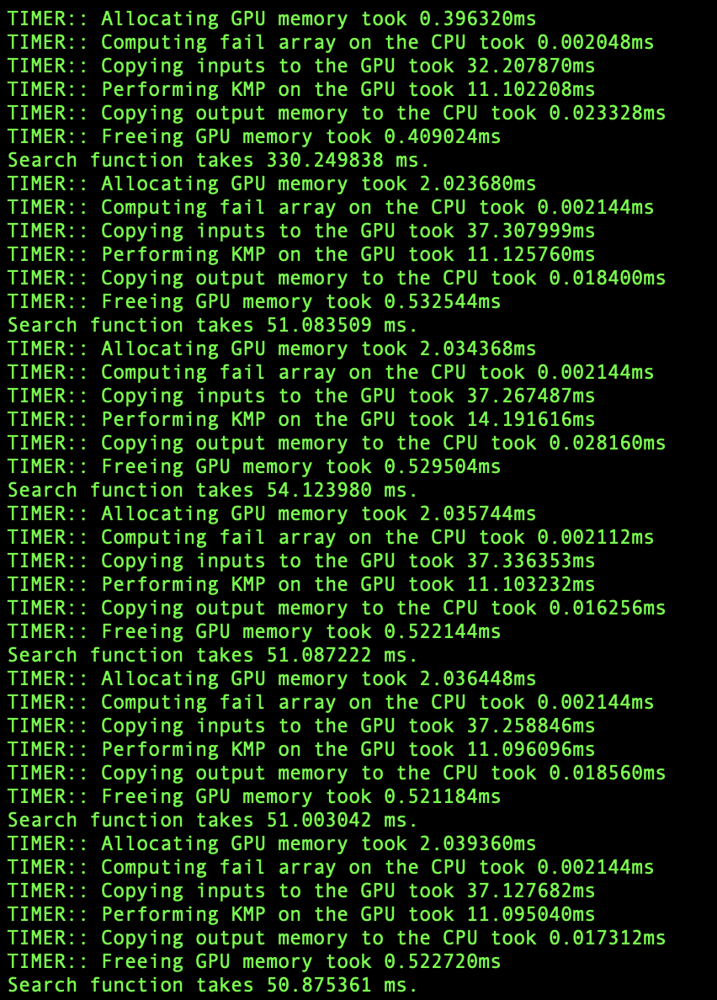 TIMER:: Allocating GPU memory took 0.396320ms
TIMER:: Computing fail array on the CPU took 0.002048ms
TIMER:: Copying inputs to the GPU took 32.207870ms
TIMER:: Performing KMP on the GPU took 11.102208ms
TIMER:: Copying output memory to the CPU took 0.023328ms
TIMER:: Freeing GPU memory took 0.409024ms
Search function takes 330.249838 ms.
TIMER:: Allocating GPU memory took 2.023680ms
TIMER:: Computing fail array on the CPU took 0.002144ms
TIMER:: Copying inputs to the GPU took 37.307999ms
TIMER:: Performing KMP on the GPU took 11.125760ms
TIMER:: Copying output memory to the CPU took 0.018400ms
TIMER:: Freeing GPU memory took 0.532544ms
Search function takes 51.083509 ms.
TIMER:: Allocating GPU memory took 2.034368ms
TIMER:: Computing fail array on the CPU took 0.002144ms
TIMER:: Copying inputs to the GPU took 37.267487ms
TIMER:: Performing KMP on the GPU took 14.191616ms
TIMER:: Copying output memory to the CPU took 0.028160ms
TIMER:: Freeing GPU memory took 0.529504ms
Search function takes 54.123980 ms.
TIMER:: Allocating GPU memory took 2.035744ms
TIMER:: Computing fail array on the CPU took 0.002112ms
TIMER:: Copying inputs to the GPU took 37.336353ms
TIMER:: Performing KMP on the GPU took 11.103232ms
TIMER:: Copying output memory to the CPU took 0.016256ms
TIMER:: Freeing GPU memory took 0.522144ms
Search function takes 51.087222 ms.
TIMER:: Allocating GPU memory took 2.036448ms
TIMER:: Computing fail array on the CPU took 0.002144ms
TIMER:: Copying inputs to the GPU took 37.258846ms
TIMER:: Performing KMP on the GPU took 11.096096ms
TIMER:: Copying output memory to the CPU took 0.018560ms
TIMER:: Freeing GPU memory took 0.521184ms
Search function takes 51.003042 ms.
TIMER:: Allocating GPU memory took 2.039360ms
TIMER:: Computing fail array on the CPU took 0.002144ms
TIMER:: Copying inputs to the GPU took 37.127682ms
TIMER:: Performing KMP on the GPU took 11.095040ms
TIMER:: Copying output memory to the CPU took 0.017312ms
TIMER:: Freeing GPU memory took 0.522720ms
Search function takes 50.875361 ms.